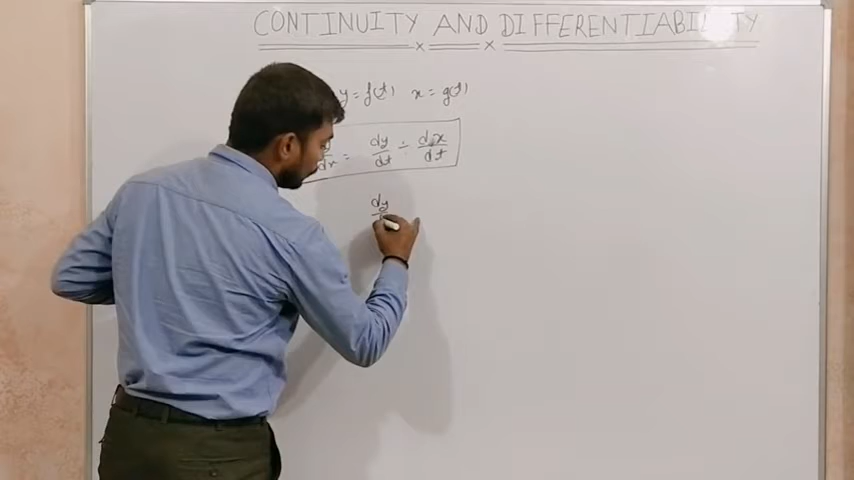 CONTINUITY AND DIFFERENTIABILITY
y = f(t) x = g(t)
dy/dx = dy/dt ÷ dx/dt
dy